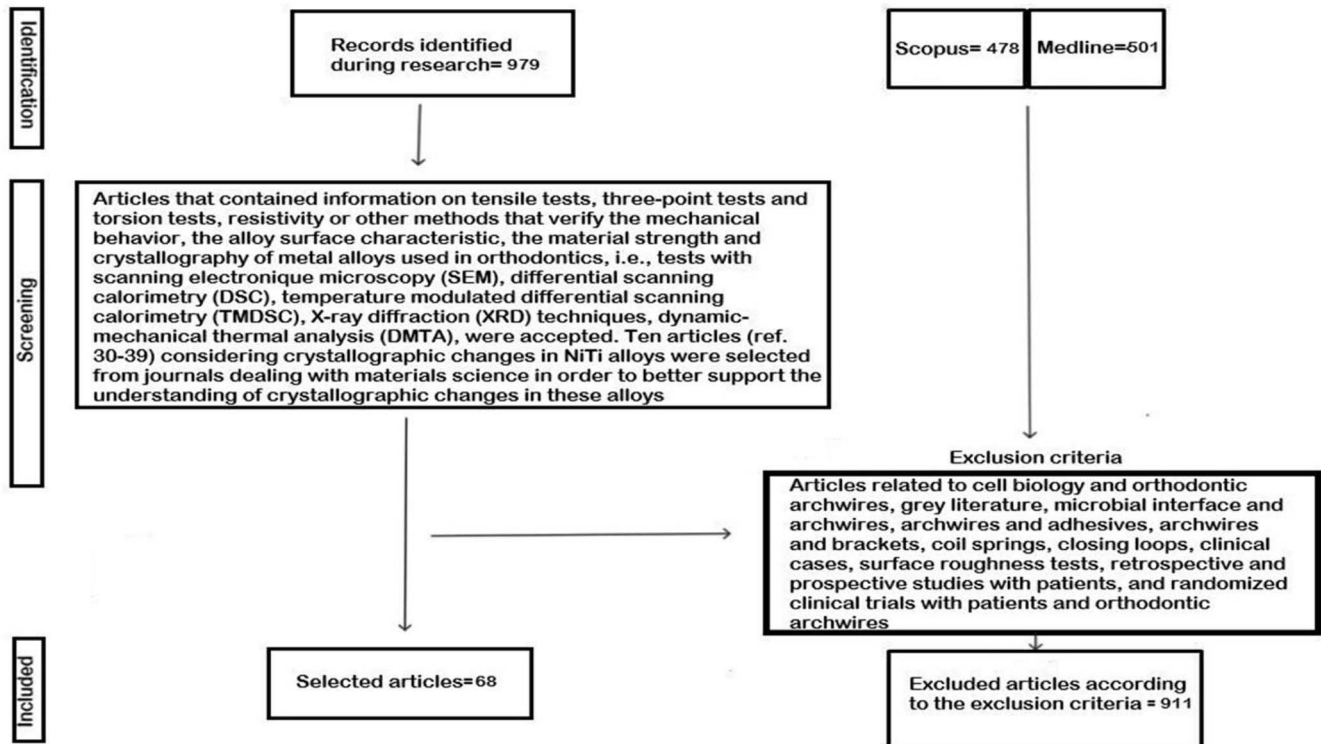 Identification
Records identified
during research= 979
Scopus= 478
Medline=501
Screening
Articles that contained information on tensile tests, three-point tests and
torsion tests, resistivity or other methods that verify the mechanical
behavior, the alloy surface characteristic, the material strength and
crystallography of metal alloys used in orthodontics, i.e., tests with
scanning electronique microscopy (SEM), differential scanning
calorimetry (DSC), temperature modulated differential scanning
calorimetry (TMDSC), X-ray diffraction (XRD) techniques, dynamic-
mechanical thermal analysis (DMTA), were accepted. Ten articles (ref.
30-39) considering crystallographic changes in NiTi alloys were selected
from journals dealing with materials science in order to better support the
understanding of crystallographic changes in these alloys
Exclusion criteria
Articles related to cell biology and orthodontic
archwires, grey literature, microbial interface and
archwires, archwires and adhesives, archwires
and brackets, coil springs, closing loops, clinical
cases, surface roughness tests, retrospective and
prospective studies with patients, and randomized
clinical trials with patients and orthodontic
archwires
Included
Selected articles=68
Excluded articles according
to the exclusion criteria = 911